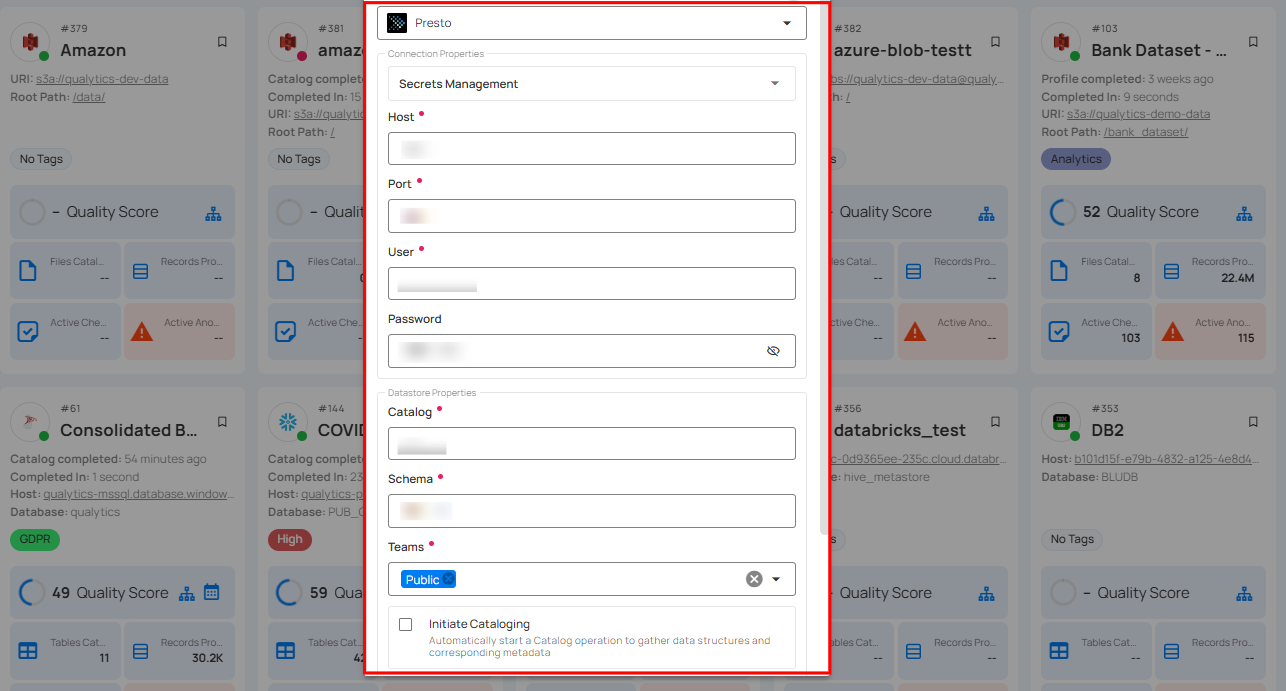 #379
Amazon
URI: s3a://qualytics-dev-data
Root Path: /data/
No Tags
– Quality Score
Files Catal...
--
Records Pro...
--
Active Che...
--
Active Ano...
--
#381
Catalog complet
Completed In: 15
URI: s3a://qualytics
Root Path: /
No Tags
Files Catal
Active Che
Presto
Connection Properties
Secrets Management
Host
Port
User
Password
Datastore Properties
Catalog
Schema
Teams
Public
Initiate Cataloging
Automatically start a Catalog operation to gather data structures and
corresponding metadata
#382
azure-blob-testt
://qualytics-dev-data@qualy...
h: /
Quality Score
Catal...
--
Records Pro...
--
Che...
--
Active Ano...
--
#103
Bank Dataset - ...
Profile completed: 3 weeks ago
Completed In: 9 seconds
URI: s3a://qualytics-demo-data
Root Path: /bank_dataset/
Analytics
52 Quality Score
Files Catal...
8
Records Pro...
22.4M
Active Che...
103
Active Ano...
115
#61
Consolidated B...
Catalog completed: 54 minutes ago
Completed In: 1 second
Host: qualytics-mssql.database.window...
Database: qualytics
GDPR
49 Quality Score
Tables Cat...
11
Records Pro...
30.2K
#144
COVID
Catalog complet
Completed In: 23
Host: qualytics-p
Database: PUB_
High
59 Qua
Tables Cat
42
#356
databricks_test
c-0d9365ee-235c.cloud.databr...
e: hive_metastore
Quality Score
ables Cat...
--
Records Pro...
--
#353
DB2
Host: b101d15f-e79b-4832-a125-4e8d4...
Database: BLUDB
No Tags
– Quality Score
Tables Cat...
--
Records Pro...
--